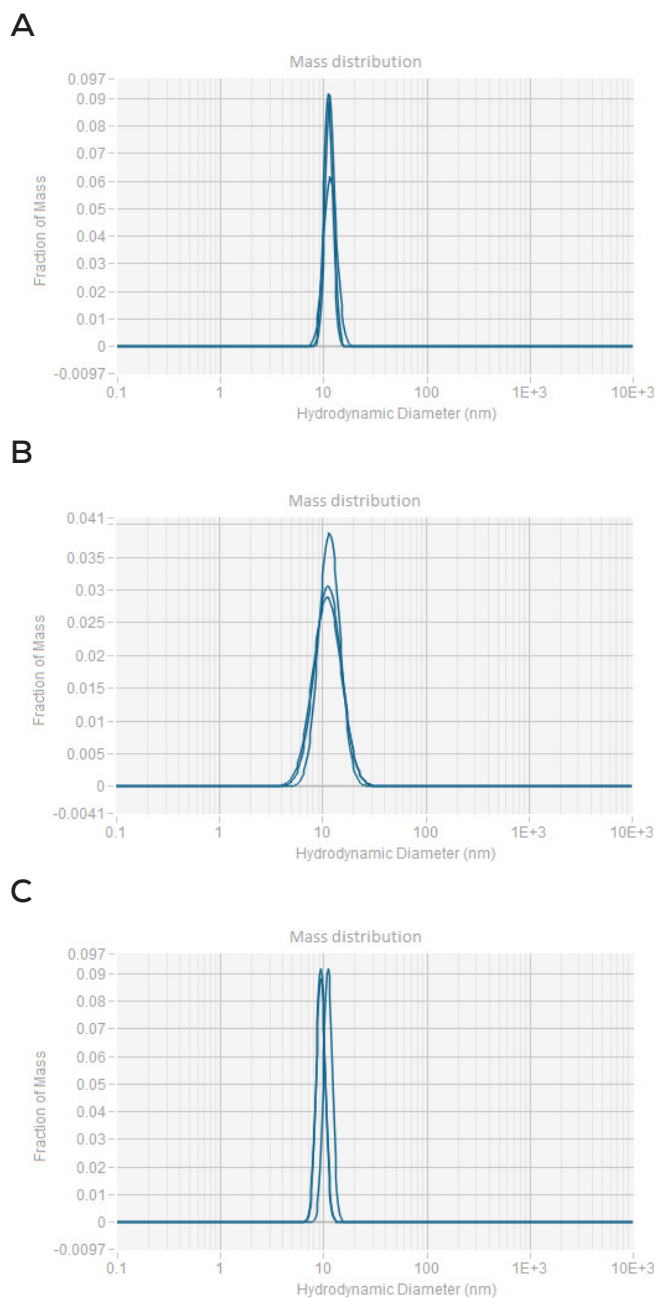 A
Mass distribution
0.097
0.09
0.08
0.07
0.06
0.05
0.04
0.03
0.02
0.01
0
-0.0097
Fraction of Mass
0.1 1 10 100 1E+3 10E+3
Hydrodynamic Diameter (nm)
B
Mass distribution
0.041
0.035
0.03
0.025
0.02
0.015
0.01
0.005
0
-0.0041
Fraction of Mass
0.1 1 10 100 1E+3 10E+3
Hydrodynamic Diameter (nm)
C
Mass distribution
0.097
0.09
0.08
0.07
0.06
0.05
0.04
0.03
0.02
0.01
0
-0.0097
Fraction of Mass
0.1 1 10 100 1E+3 10E+3
Hydrodynamic Diameter (nm)